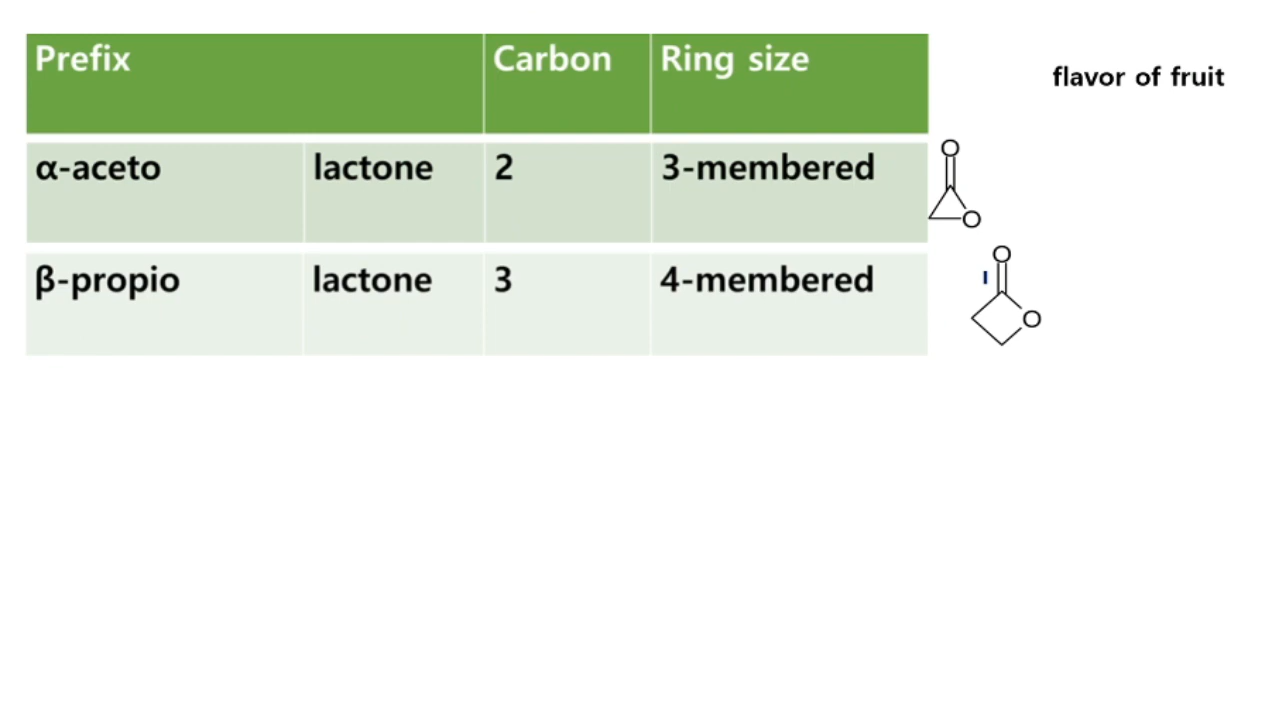 Prefix Carbon Ring size
flavor of fruit
α-aceto lactone 2 3-membered
O
O
β-propio lactone 3 4-membered
O
I
O